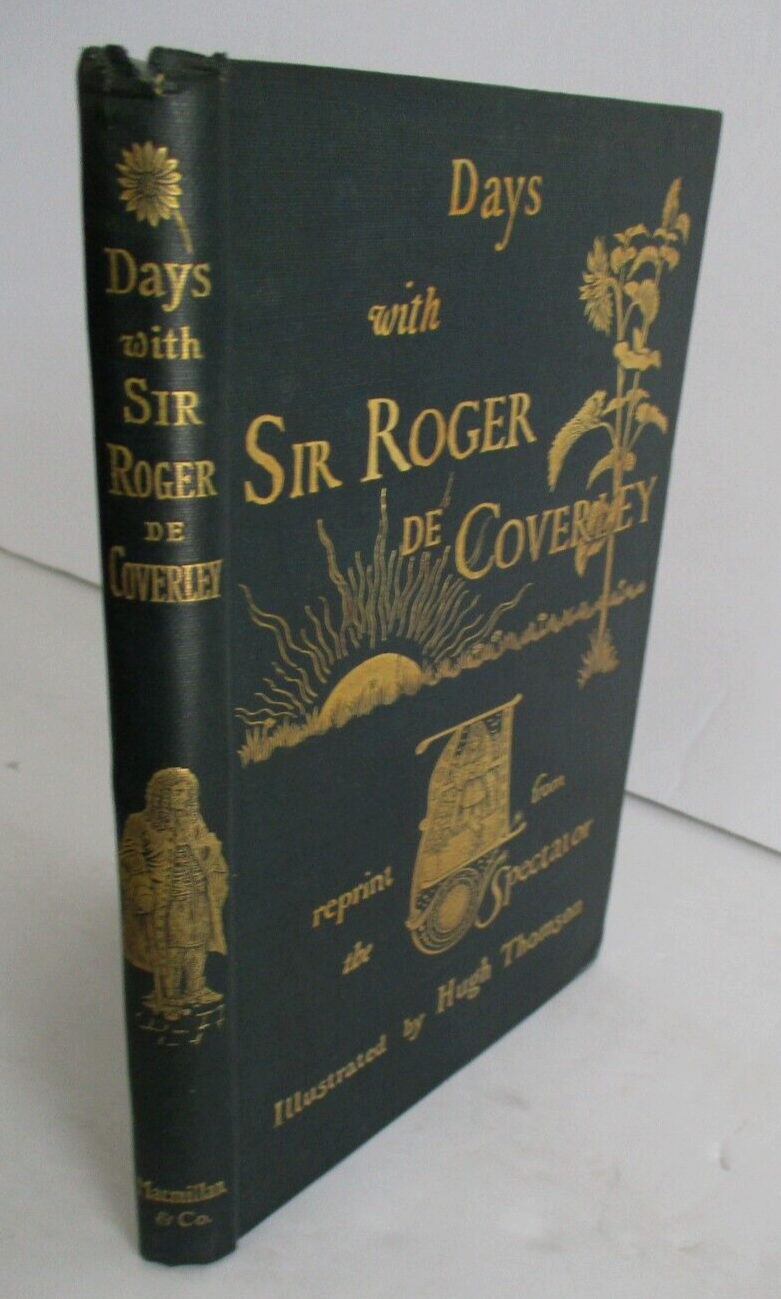 Days
with
SIR
ROGER
DE
COVERLEY
Macmillan
& Co.
Days
with
SIR ROGER
DE COVERLEY
A
reprint from
the Spectator
Illustrated by Hugh Thomson